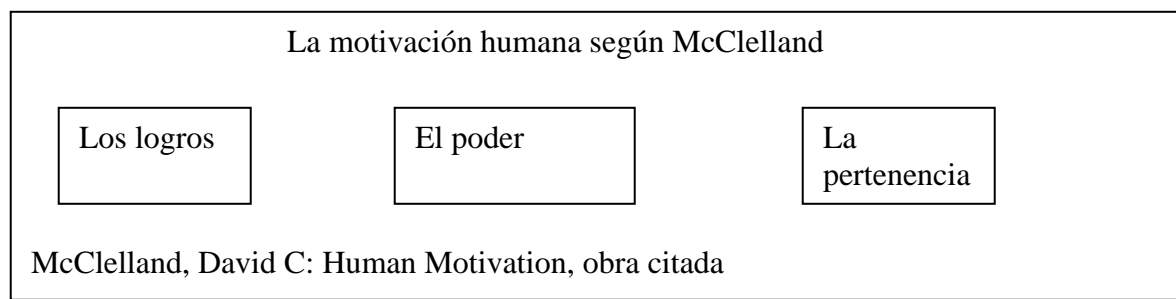 La motivación humana según McClelland
Los logros
El poder
La
pertenencia
McClelland, David C: Human Motivation, obra citada